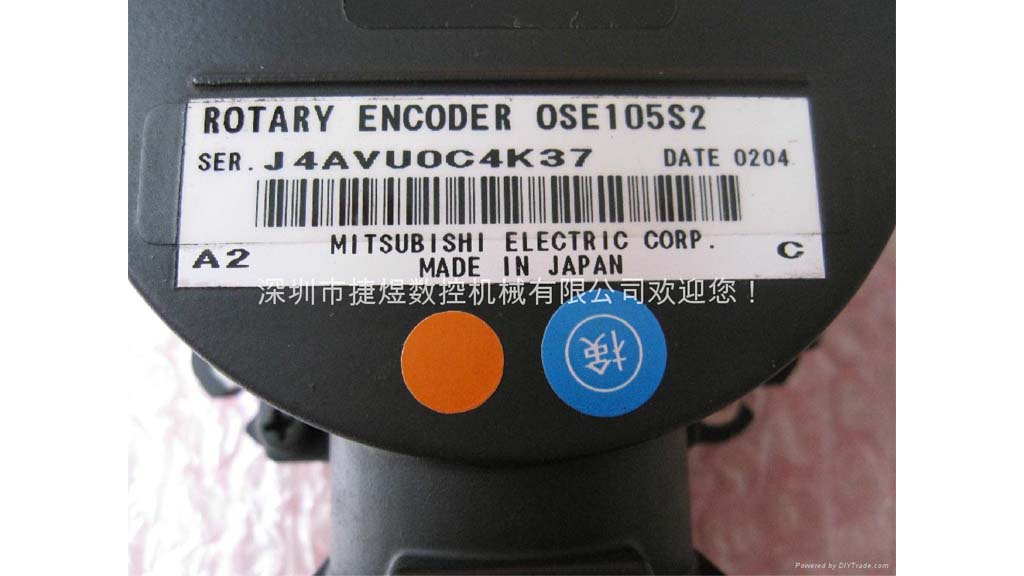 ROTARY ENCODER OSE105S2
SER. J4AVU0C4K37 DATE 0204
MITSUBISHI ELECTRIC CORP.
A2 MADE IN JAPAN C
深圳市捷煜数控机械有限公司欢迎您！
検
Powered by DIYTrade.com